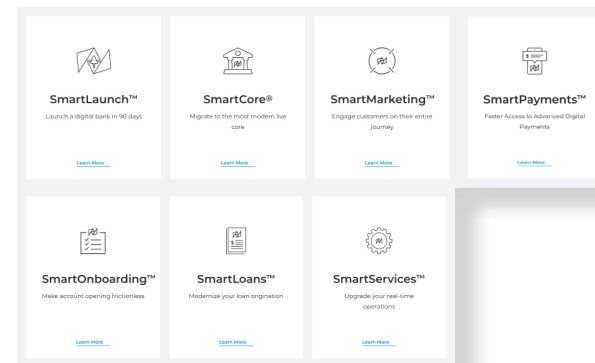 SmartLaunch™
Launch a digital bank in 90 days
Learn More
SmartCore®
Migrate to the most modern live
core
Learn More
SmartMarketing™
Engage customers on their entire
journey
Learn More
$
SmartPayments™
Faster Access to Advanced Digital
Payments
Learn More
SmartOnboarding™
Make account opening frictionless
Learn More
$
SmartLoans™
Modernize your loan origination
Learn More
SmartServices™
Upgrade your real-time
operations
Learn More